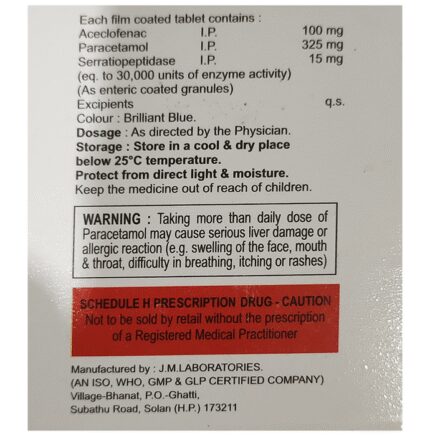 Each film coated tablet contains :
Aceclofenac I.P. 100 mg
Paracetamol I.P. 325 mg
Serratiopeptidase I.P. 15 mg
(eq. to 30,000 units of enzyme activity)
(As enteric coated granules)
Excipients q.s.
Colour : Brilliant Blue.
Dosage : As directed by the Physician.
Storage : Store in a cool & dry place
below 25°C temperature.
Protect from direct light & moisture.
Keep the medicine out of reach of children.
WARNING : Taking more than daily dose of
Paracetamol may cause serious liver damage or
allergic reaction (e.g. swelling of the face, mouth
& throat, difficulty in breathing, itching or rashes)
SCHEDULE H PRESCRIPTION DRUG - CAUTION
Not to be sold by retail without the prescription
of a Registered Medical Practitioner
Manufactured by : J.M.LABORATORIES.
(AN ISO, WHO, GMP & GLP CERTIFIED COMPANY)
Village-Bhanat, P.O.-Ghatti,
Subathu Road, Solan (H.P.) 173211